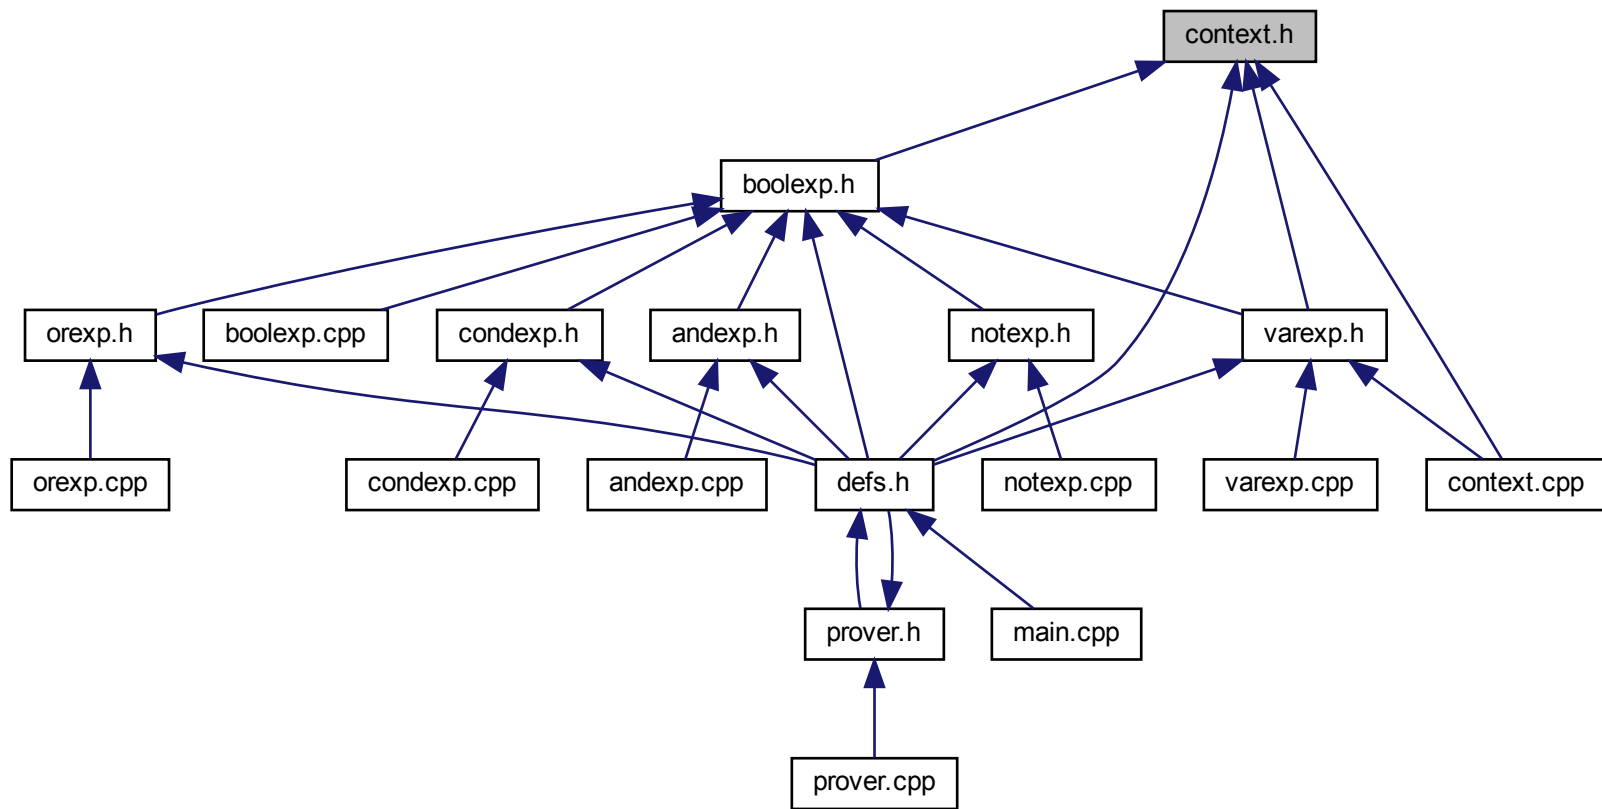 context.h
boolexp.h
orexp.h
boolexp.cpp
condexp.h
andexp.h
notexp.h
varexp.h
orexp.cpp
condexp.cpp
andexp.cpp
defs.h
notexp.cpp
varexp.cpp
context.cpp
prover.h
main.cpp
prover.cpp